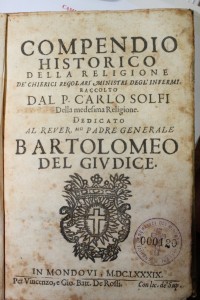 COMPENDIO
HISTORICO
DELLA RELIGIONE
DE' CHIERICI REGOLARI MINISTRI DEGL' INFERMI.
RACCOLTO
DAL P. CARLO SOLFI
Della medesima Religione.
DEDICATO
AL REVER.MO PADRE GENERALE
BARTOLOMEO
DEL GIVDICE.
000125
IN MONDOVI, MDCLXXXIX.
Per Vincenzo, e Gio. Batt. De Rossi.
Con lic. de' Sup.